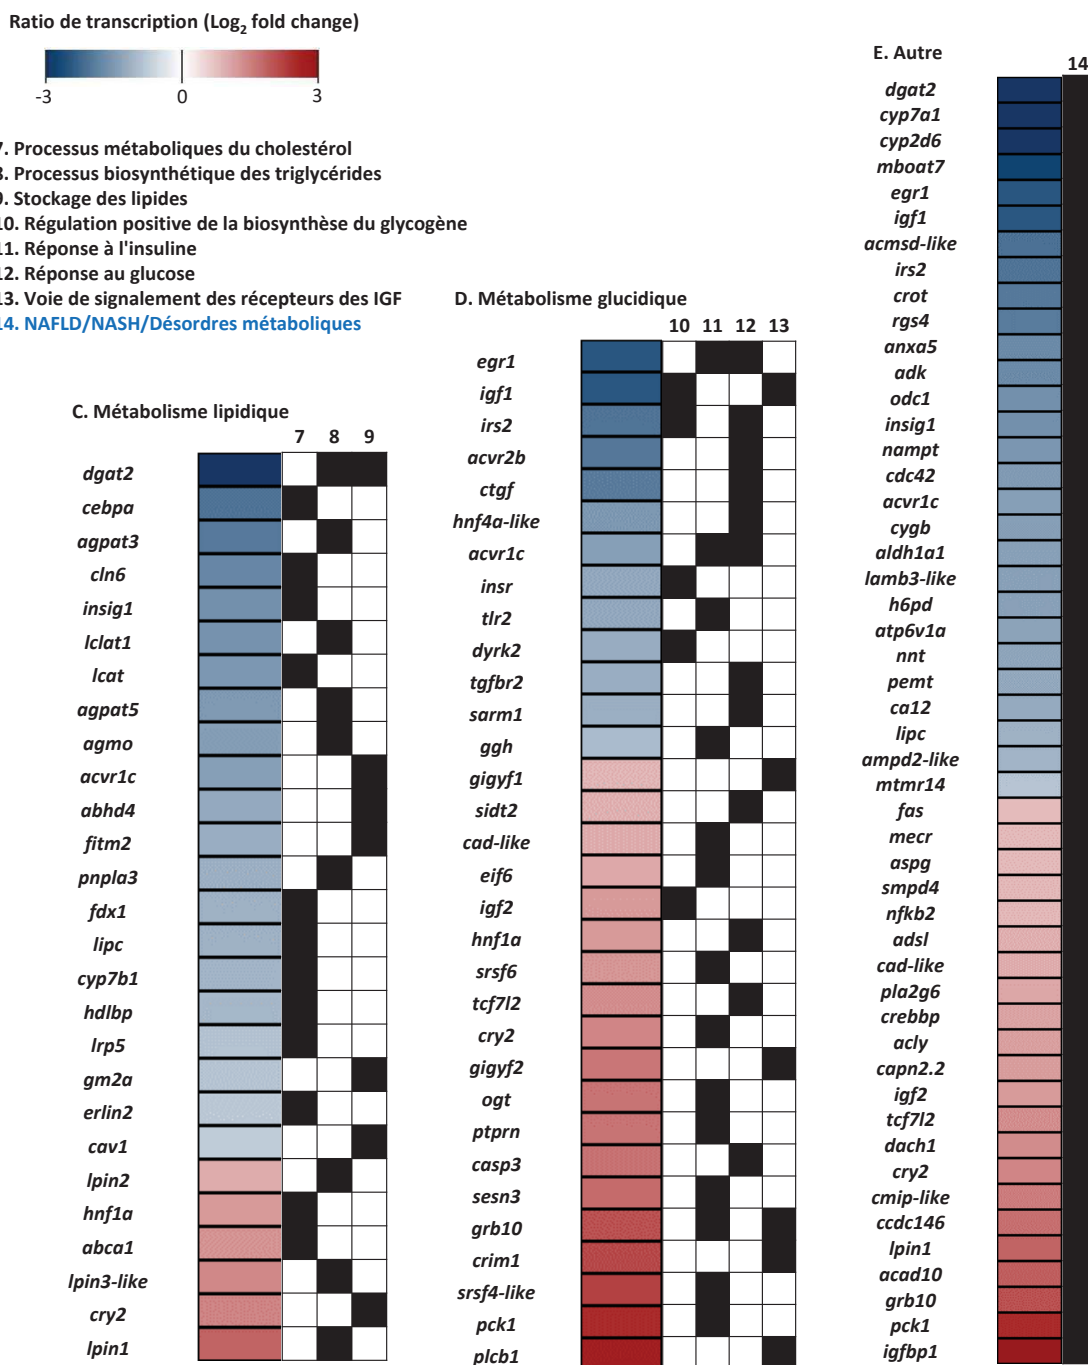 Ratio de transcription (Log2 fold change)
-3 0 3
7. Processus métaboliques du cholestérol
8. Processus biosynthétique des triglycérides
9. Stockage des lipides
10. Régulation positive de la biosynthèse du glycogène
11. Réponse à l'insuline
12. Réponse au glucose
13. Voie de signalement des récepteurs des IGF
14. NAFLD/NASH/Désordres métaboliques
C. Métabolisme lipidique
7 8 9
dgat2
cebpa
agpat3
cln6
insig1
lclat1
lcat
agpat5
agmo
acvr1c
abhd4
fitm2
pnpla3
fdx1
lipc
cyp7b1
hdlbp
lrp5
gm2a
erlin2
cav1
lpin2
hnf1a
abca1
lpin3-like
cry2
lpin1
D. Métabolisme glucidique
10 11 12 13
egr1
igf1
irs2
acvr2b
ctgf
hnf4a-like
acvr1c
insr
tlr2
dyrk2
tgfbr2
sarm1
ggh
gigyf1
sidt2
cad-like
eif6
igf2
hnf1a
srsf6
tcf7l2
cry2
gigyf2
ogt
ptprn
casp3
sesn3
grb10
crim1
srsf4-like
pck1
plcb1
E. Autre
14
dgat2
cyp7a1
cyp2d6
mboat7
egr1
igf1
acmsd-like
irs2
crot
rgs4
anxa5
adk
odc1
insig1
nampt
cdc42
acvr1c
cygb
aldh1a1
lamb3-like
h6pd
atp6v1a
nnt
pemt
ca12
lipc
ampd2-like
mtmr14
fas
mecr
aspg
smpd4
nfkb2
adsl
cad-like
pla2g6
crebbp
acly
capn2.2
igf2
tcf7l2
dach1
cry2
cmip-like
ccdc146
lpin1
acad10
grb10
pck1
igfbp1